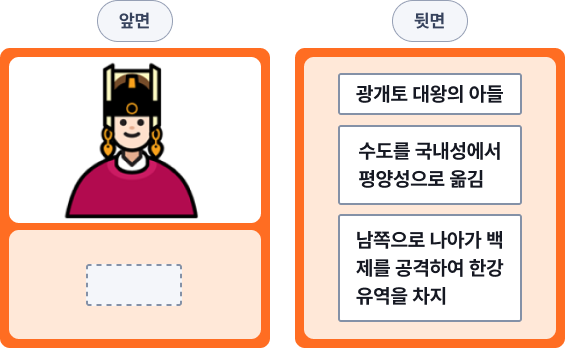 앞면
뒷면
광개토 대왕의 아들
수도를 국내성에서
평양성으로 옮김
남쪽으로 나아가 백
제를 공격하여 한강
유역을 차지